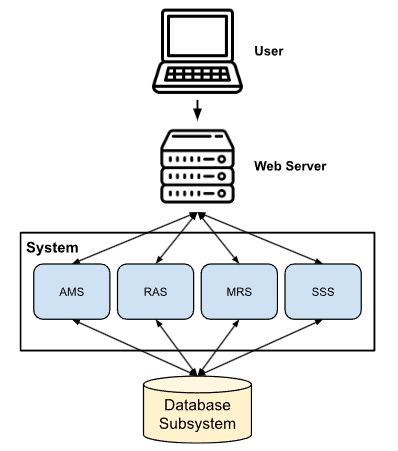 User
Web Server
System
AMS
RAS
MRS
SSS
Database
Subsystem